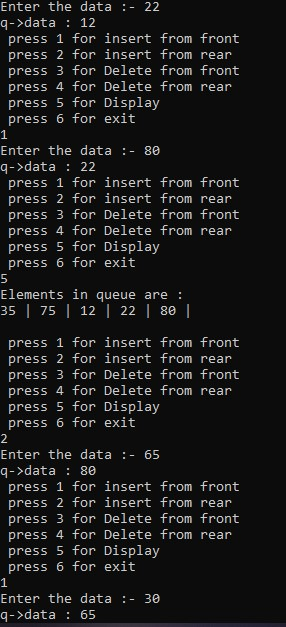 Enter the data :- 22
q->data : 12
press 1 for insert from front
press 2 for insert from rear
press 3 for Delete from front
press 4 for Delete from rear
press 5 for Display
press 6 for exit
1
Enter the data :- 80
q->data : 22
press 1 for insert from front
press 2 for insert from rear
press 3 for Delete from front
press 4 for Delete from rear
press 5 for Display
press 6 for exit
5
Elements in queue are :
35 | 75 | 12 | 22 | 80 |
press 1 for insert from front
press 2 for insert from rear
press 3 for Delete from front
press 4 for Delete from rear
press 5 for Display
press 6 for exit
2
Enter the data :- 65
q->data : 80
press 1 for insert from front
press 2 for insert from rear
press 3 for Delete from front
press 4 for Delete from rear
press 5 for Display
press 6 for exit
1
Enter the data :- 30
q->data : 65